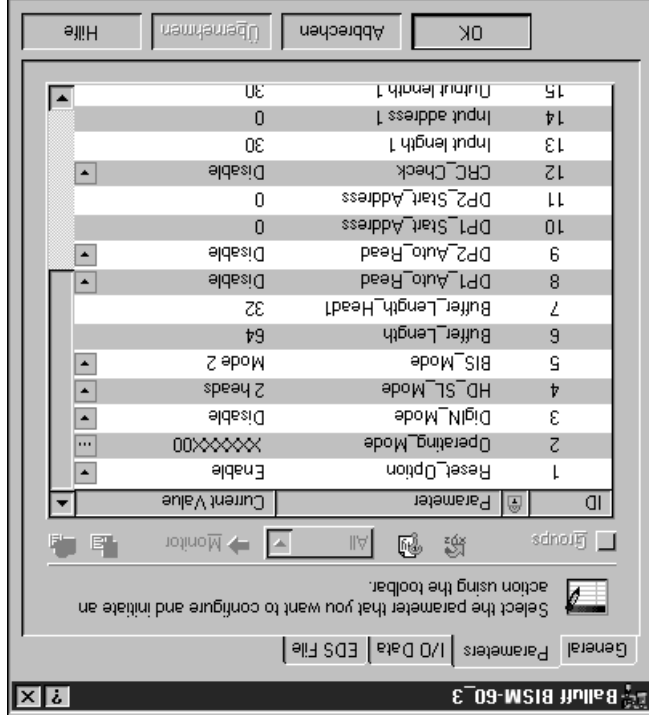 Balluff BISM-60_3
General Parameters I/O Data EDS File
Select the parameter that you want to configure and initiate an
action using the toolbar.
Groups All Monitor
ID Parameter Current Value
1 Reset_Option Enable
2 Operating_Mode XXXXXX00 ...
3 DigIN_Mode Disable
4 HD_SL_Mode 2 heads
5 BIS_Mode Mode 2
6 Buffer_Length 64
7 Buffer_Length_Head1 32
8 DP1_Auto_Read Disable
9 DP2_Auto_Read Disable
10 DP1_Start_Address 0
11 DP2_Start_Address 0
12 CRC_Check Disable
13 Input length 1 30
14 Input address 1 0
15 Output length 1 30
OK Abbrechen Übernehmen Hilfe